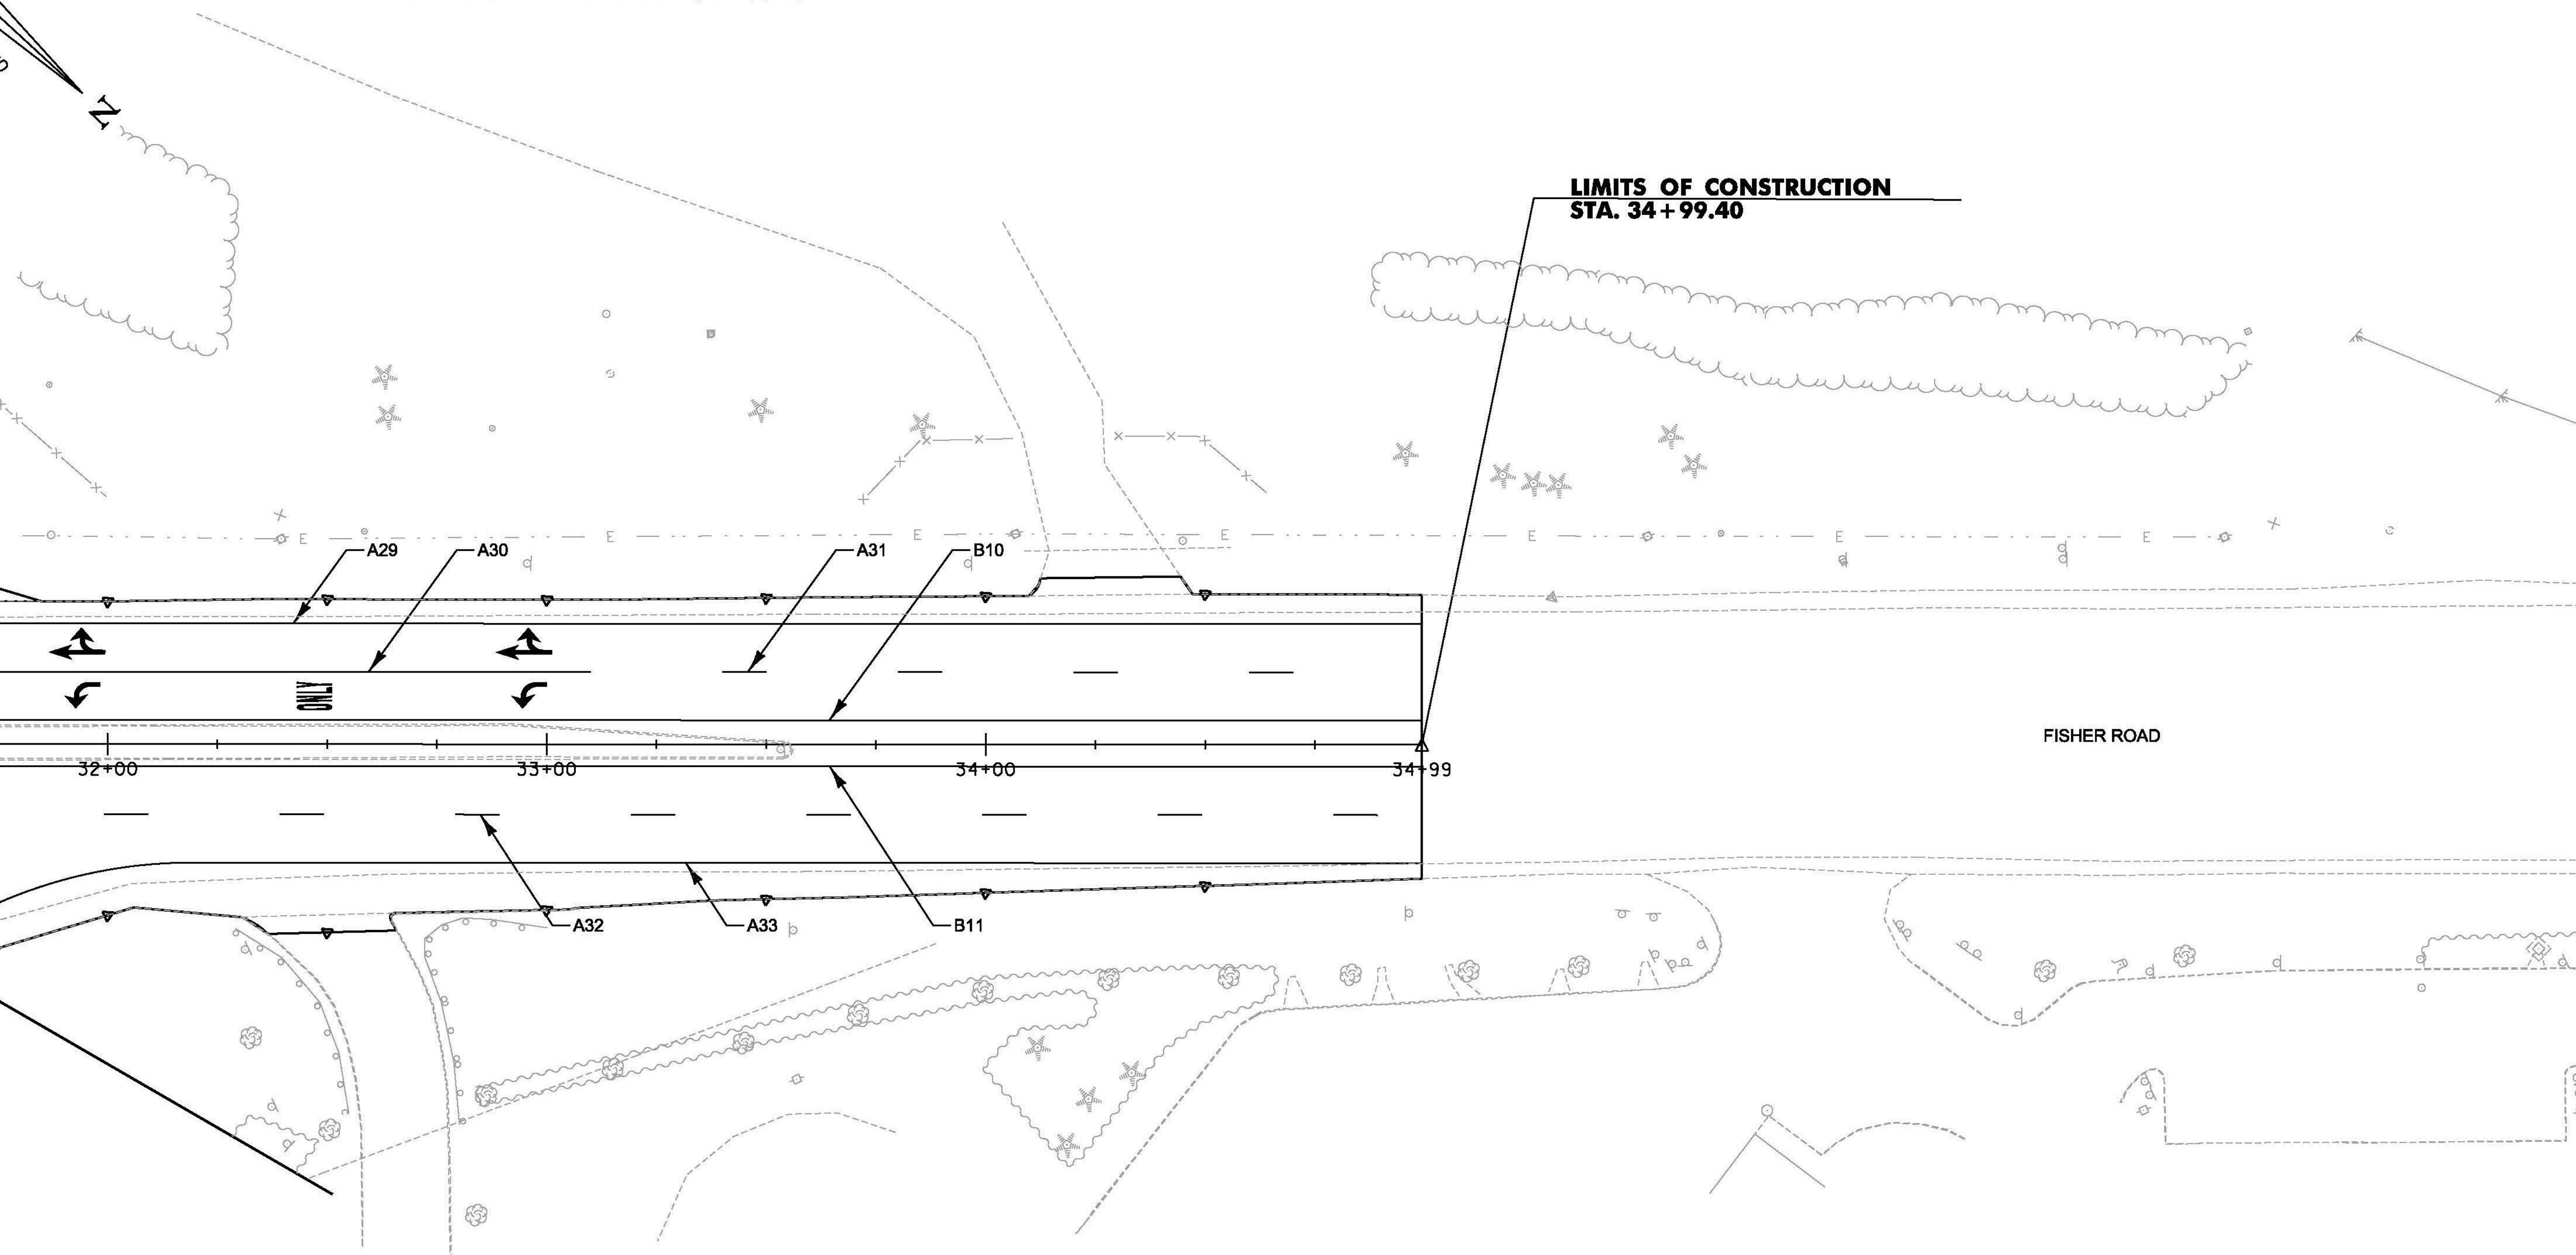 N
LIMITS OF CONSTRUCTION
STA. 34+99.40
E E E E E E E
A29 A30 A31 B10
ONLY
FISHER ROAD
32+00 33+00 34+00 34+99
A32 A33 B11